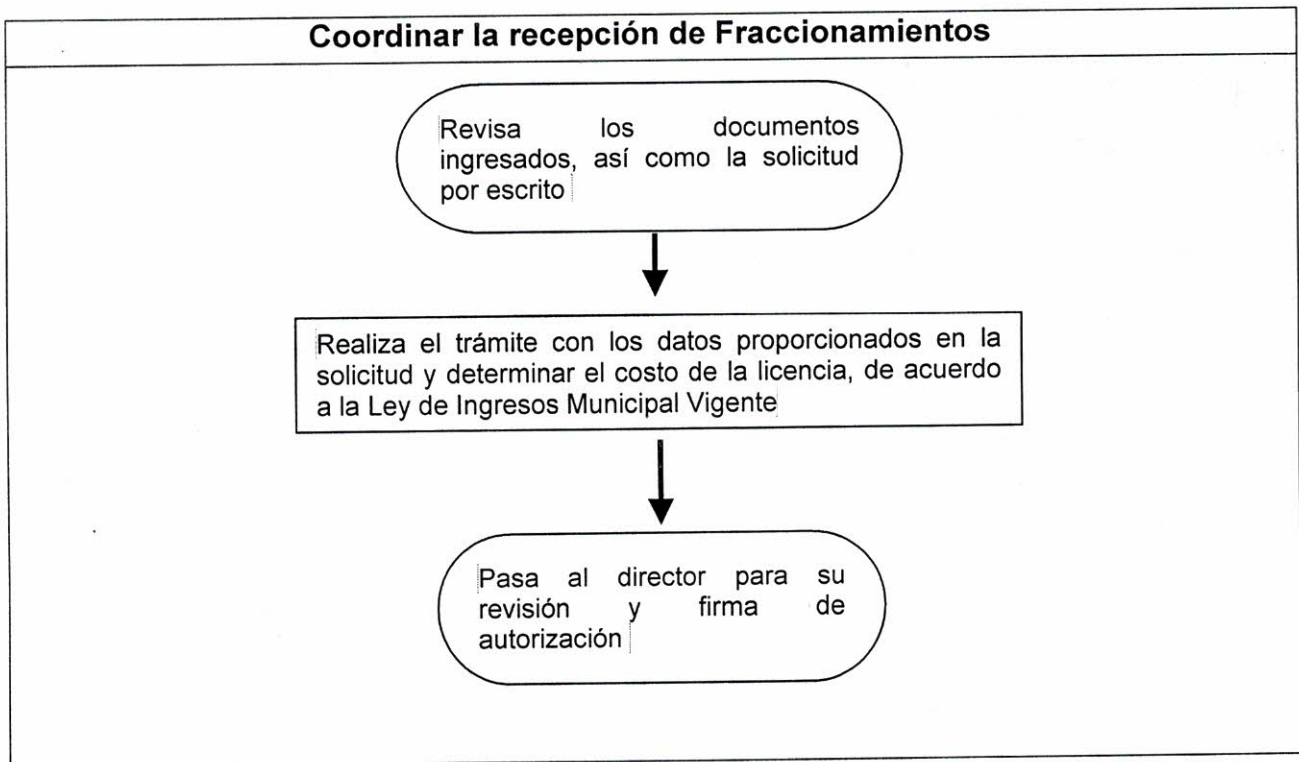 Coordinar la recepción de Fraccionamientos
Revisa los documentos
ingresados, así como la solicitud
por escrito
Realiza el trámite con los datos proporcionados en la
solicitud y determinar el costo de la licencia, de acuerdo
a la Ley de Ingresos Municipal Vigente
Pasa al director para su
revisión y firma de
autorización